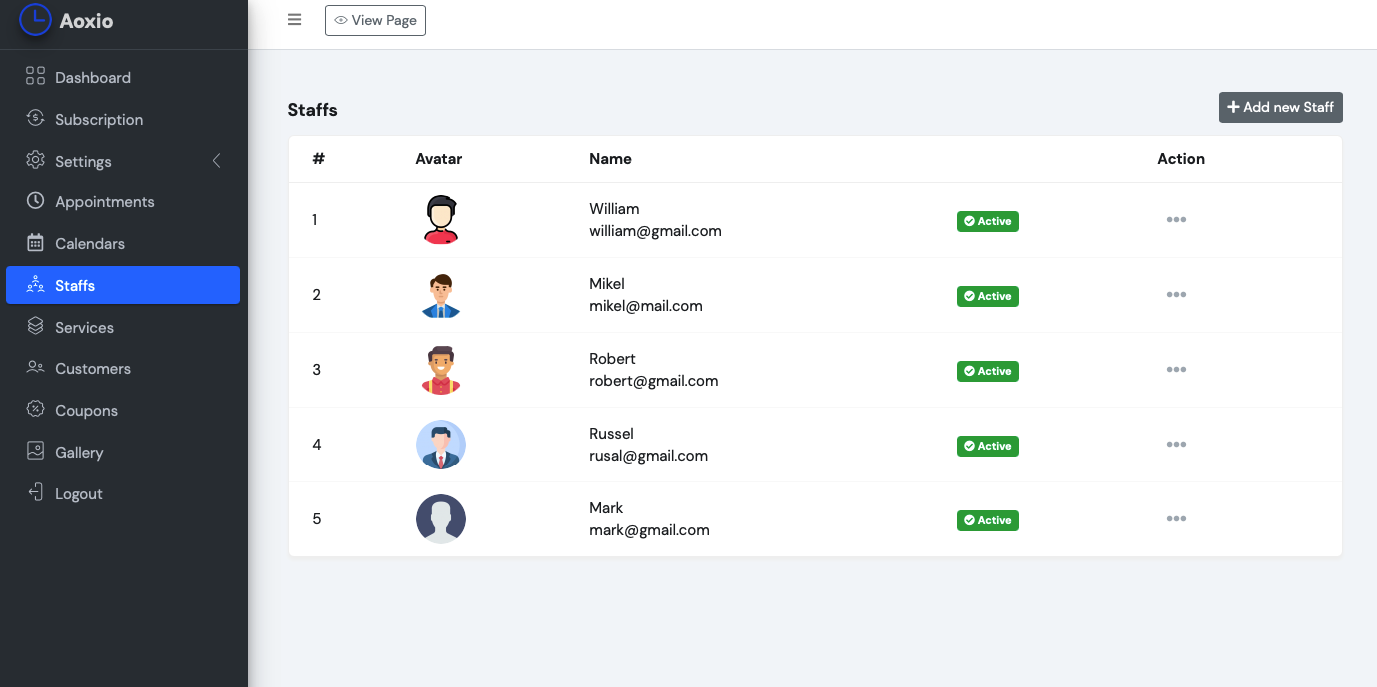 Aoxio
View Page
Dashboard
Subscription
Settings
Appointments
Calendars
Staffs
Services
Customers
Coupons
Gallery
Logout
Staffs
Add new Staff
# Avatar Name Action
1 William
william@gmail.com
Active
2 Mikel
mikel@mail.com
Active
3 Robert
robert@gmail.com
Active
4 Russel
rusal@gmail.com
Active
5 Mark
mark@gmail.com
Active